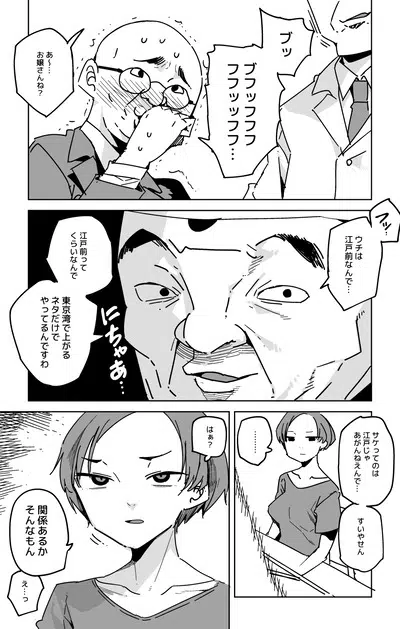 ブッ
ブフッフフ
フフッッフフ…
あ〜…
お嬢さんね？
フッ…
ウチは
江戸前なんで…
江戸前って
くらいなんで
東京湾で上がる
ネタだけで
やってるんですわ
にちゃあ…
サケってのは
江戸じゃ
あがんねえんで…
すいやせん
………
はぁ？
関係あるか
そんなもん
え…っ